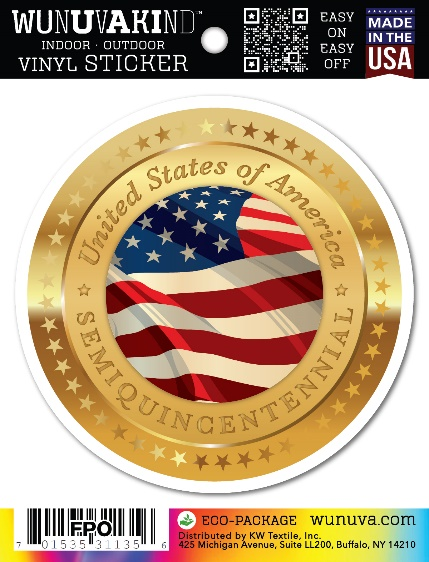 WUNUVAKIND™
INDOOR · OUTDOOR
VINYL STICKER
EASY
ON
EASY
OFF
MADE
IN THE
USA
United States of America
SEMIQUINCENTENNIAL
FPO
7 01535 31135 6
ECO-PACKAGE wunuva.com
Distributed by KW Textile, Inc.
425 Michigan Avenue, Suite LL200, Buffalo, NY 14210